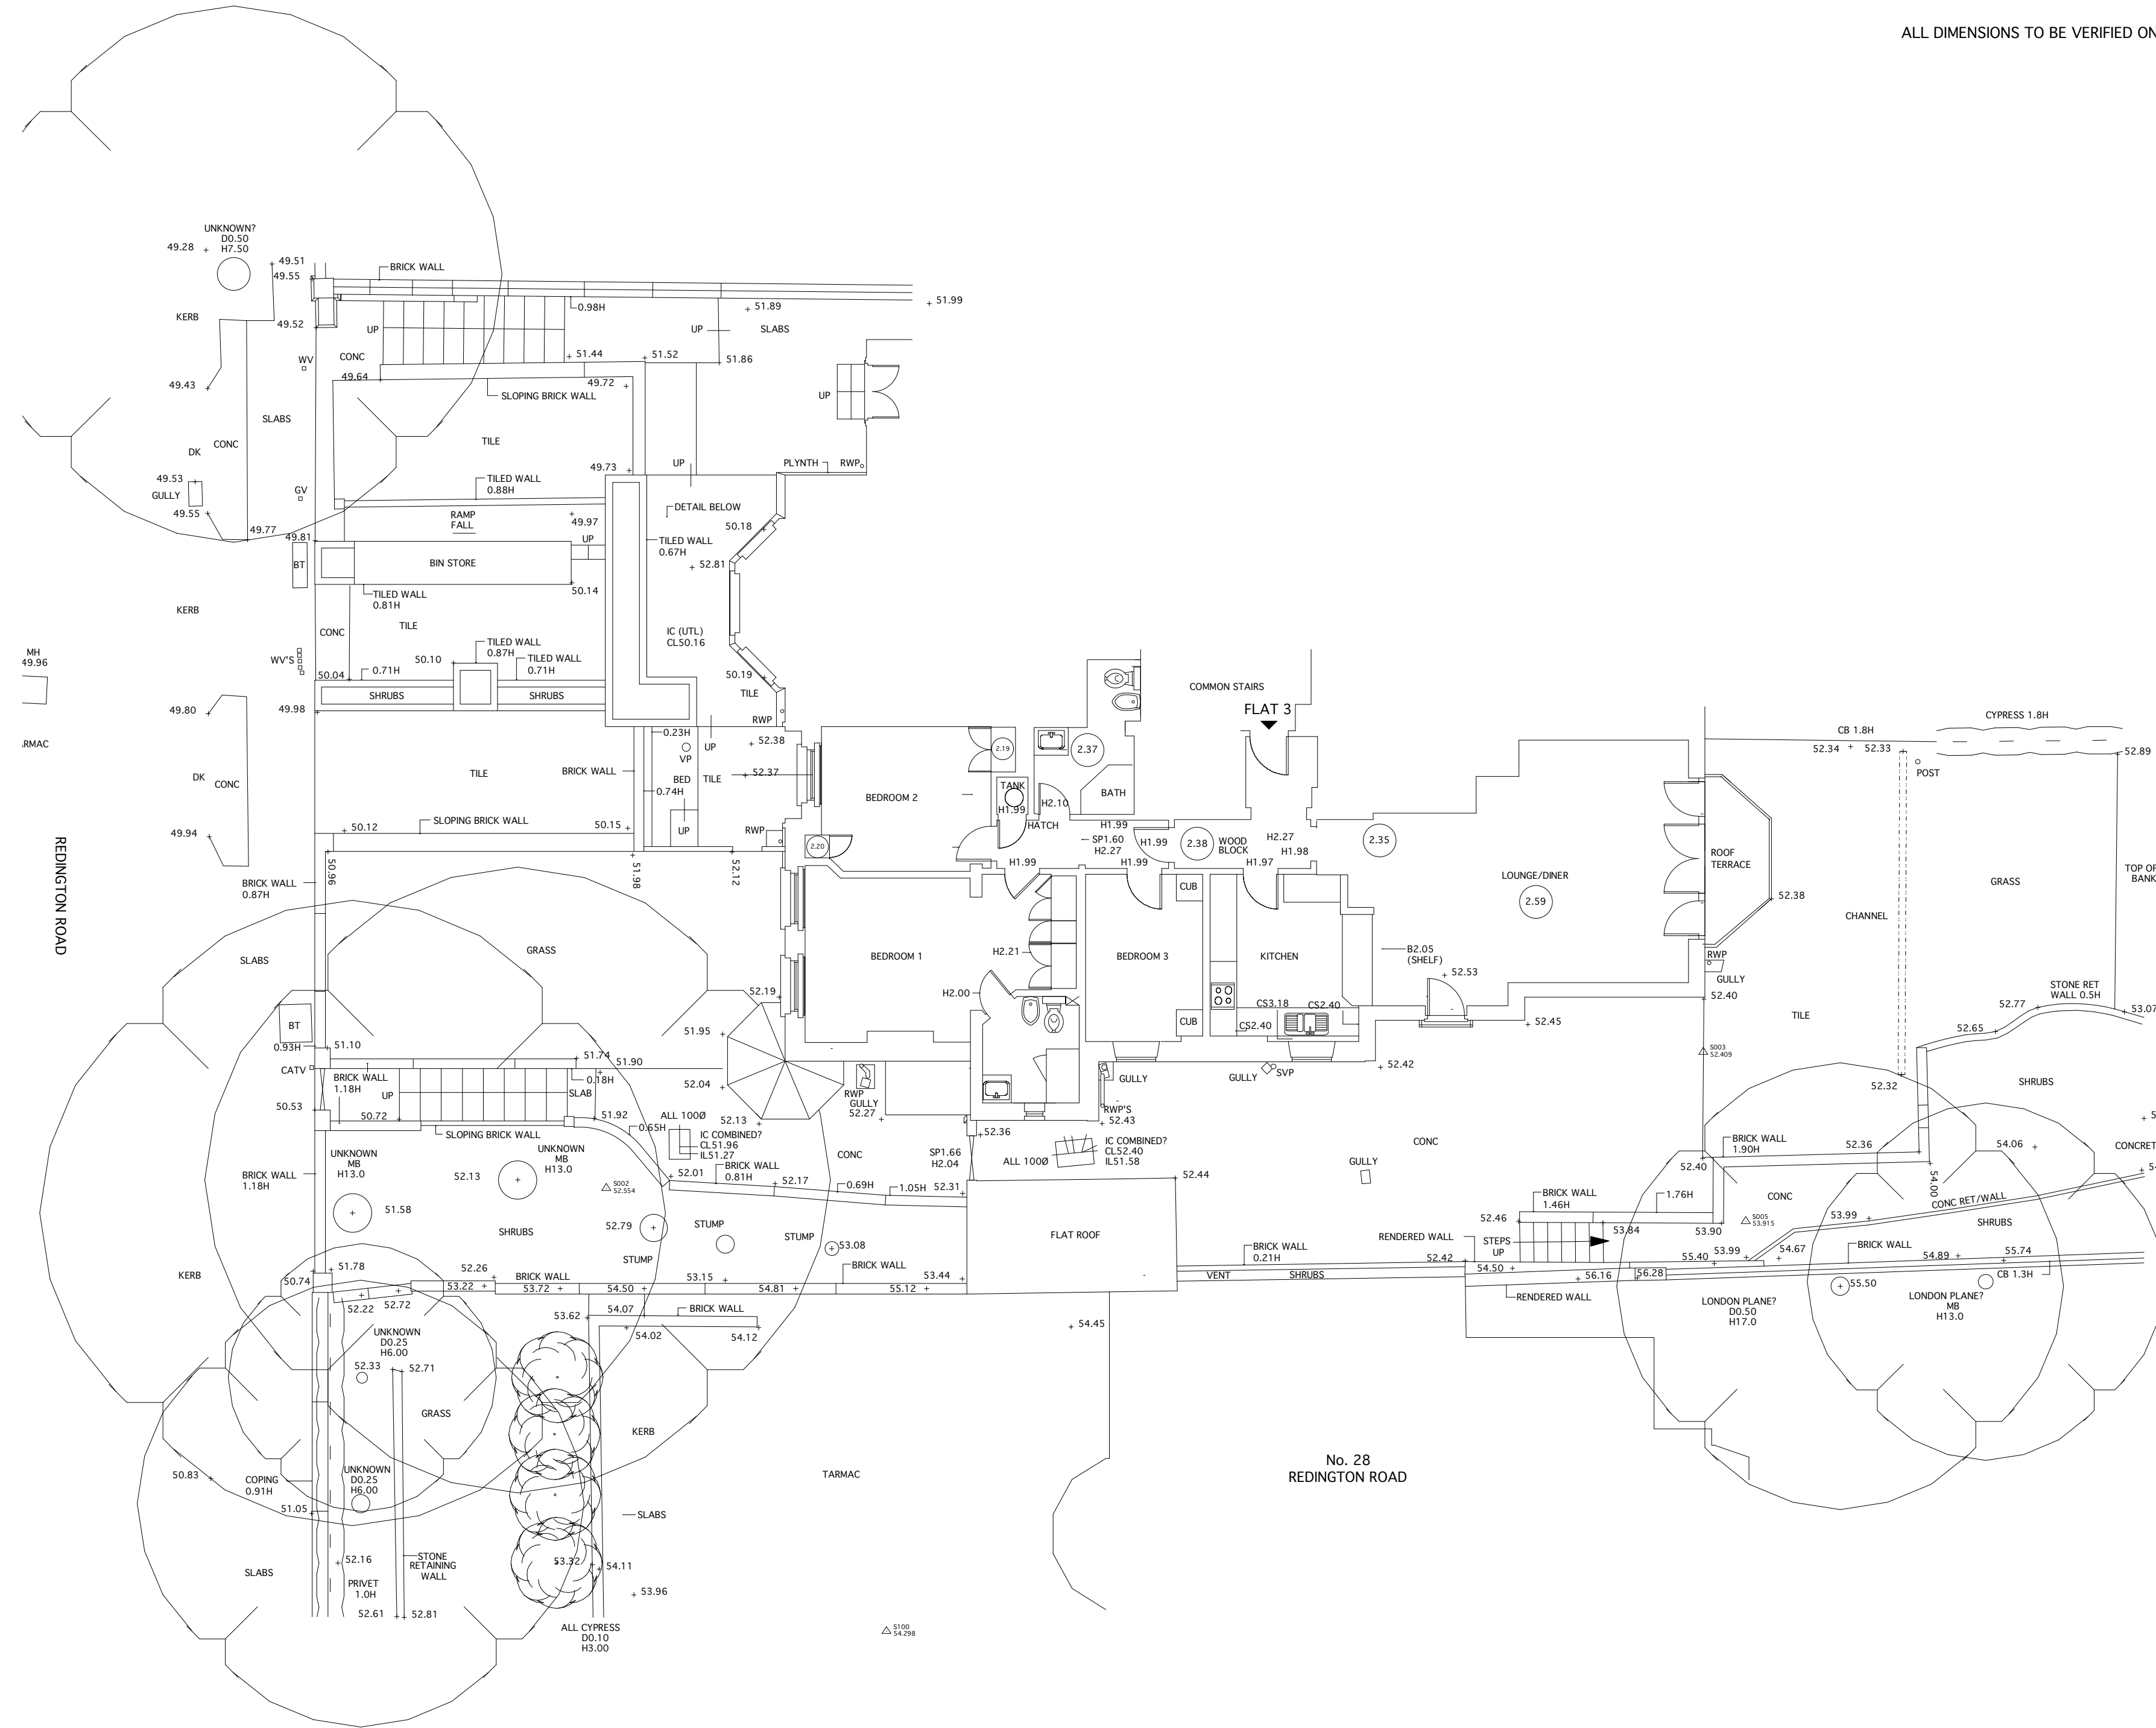 ALL DIMENSIONS TO BE VERIFIED ON
UNKNOWN?
D0.50
H7.50
49.28
49.51
49.55
BRICK WALL
51.99
51.89
0.98H
KERB
49.52
UP
UP
SLABS
WV
CONC
51.44
51.52
51.86
49.64
49.72
49.43
SLOPING BRICK WALL
UP
SLABS
TILE
CONC
DK
49.73
UP
PLYNTH
RWP
49.53
GULLY
GV
TILED WALL
0.88H
DETAIL BELOW
49.55
RAMP
FALL
49.97
50.18
49.77
49.81
UP
TILED WALL
0.67H
BT
BIN STORE
52.81
50.14
TILED WALL
0.81H
KERB
TILE
CONC
IC (UTL)
CL50.16
TILED WALL
0.87H
MH
49.96
WV'S
50.10
TILED WALL
0.71H
0.71H
50.04
50.19
COMMON STAIRS
SHRUBS
SHRUBS
TILE
49.80
49.98
RWP
FLAT 3
CYPRESS 1.8H
CB 1.8H
0.23H
VP
UP
52.38
2.19
2.37
52.34
52.33
52.89
RMAC
DK
CONC
TILE
BRICK WALL
BED
TILE
52.37
POST
0.74H
BEDROOM 2
TANK
H1.99
H2.10
BATH
49.94
50.12
SLOPING BRICK WALL
50.15
UP
RWP
HATCH
H1.99
SP1.60
H2.27
H1.99
2.38
WOOD
BLOCK
H2.27
H1.98
2.35
2.20
ROOF
TERRACE
REDINGTON ROAD
50.96
51.98
52.12
H1.99
H1.99
H1.97
TOP OF
BANK
BRICK WALL
0.87H
CUB
LOUNGE/DINER
2.59
GRASS
52.38
CHANNEL
SLABS
GRASS
BEDROOM 1
H2.21
BEDROOM 3
KITCHEN
B2.05
(SHELF)
RWP
52.53
GULLY
52.19
H2.00
STONE RET
WALL 0.5H
52.40
CS3.18
CS2.40
52.77
53.07
BT
CUB
CS2.40
TILE
52.65
52.45
51.95
0.93H
51.10
51.74
51.90
S003
52.409
CATV
52.42
BRICK WALL
1.18H
0.18H
52.04
GULLY
GULLY
SVP
52.32
SHRUBS
UP
SLAB
RWP
GULLY
52.27
50.53
50.72
51.92
ALL 100Ø
52.13
RWP'S
52.43
SLOPING BRICK WALL
0.65H
IC COMBINED?
CL51.96
IL51.27
52.36
IC COMBINED?
CL52.40
IL51.58
CONC
BRICK WALL
1.90H
52.36
54.06
CONCRET
UNKNOWN
MB
H13.0
UNKNOWN
MB
H13.0
CONC
SP1.66
H2.04
ALL 100Ø
GULLY
52.40
BRICK WALL
1.18H
52.13
52.01
BRICK WALL
0.81H
52.17
0.69H
1.05H
52.31
52.44
54.00
S002
52.554
BRICK WALL
1.46H
1.76H
CONC
CONC RET/WALL
51.58
52.79
STUMP
52.46
53.84
S005
53.915
53.99
SHRUBS
SHRUBS
STUMP
53.08
FLAT ROOF
RENDERED WALL
STEPS
UP
STUMP
BRICK WALL
0.21H
52.42
55.40
53.99
54.67
BRICK WALL
54.89
55.74
KERB
50.74
51.78
52.26
BRICK WALL
53.15
BRICK WALL
53.44
VENT
SHRUBS
54.50
56.16
56.28
CB 1.3H
53.22
53.72
54.50
54.81
55.12
55.50
RENDERED WALL
52.22
52.72
LONDON PLANE?
D0.50
H17.0
LONDON PLANE?
MB
H13.0
53.62
54.07
BRICK WALL
UNKNOWN
D0.25
H6.00
54.02
54.12
54.45
52.33
52.71
GRASS
KERB
No. 28
REDINGTON ROAD
50.83
COPING
0.91H
UNKNOWN
D0.25
H6.00
TARMAC
51.05
SLABS
52.16
STONE
RETAINING
WALL
53.32
54.11
SLABS
PRIVET
1.0H
53.96
52.61
52.81
ALL CYPRESS
D0.10
H3.00
S100
54.298